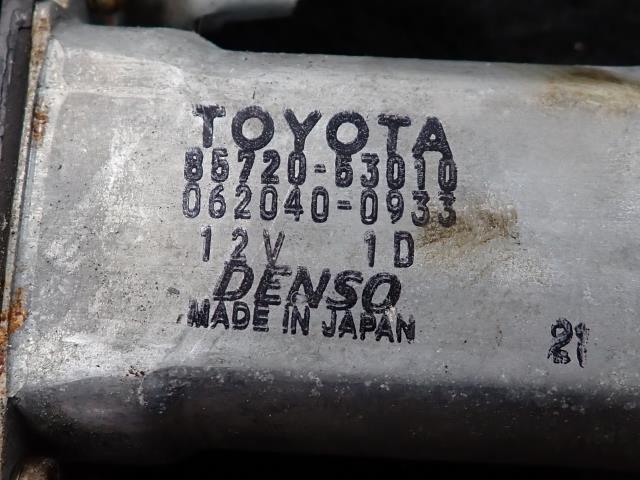 TOYOTA
85720-53010
062040-0933
12V 1D
DENSO
MADE IN JAPAN
21